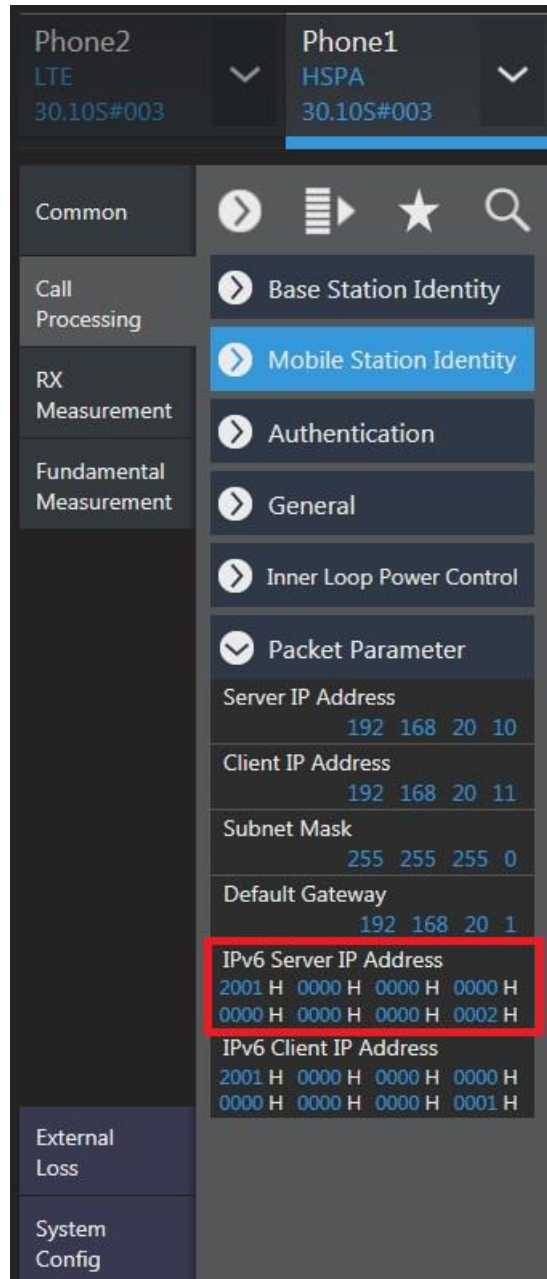 Phone2
LTE
30.10S#003
Phone1
HSPA
30.10S#003
Common
Call
Processing
RX
Measurement
Fundamental
Measurement
External
Loss
System
Config
Base Station Identity
Mobile Station Identity
Authentication
General
Inner Loop Power Control
Packet Parameter
Server IP Address
192 168 20 10
Client IP Address
192 168 20 11
Subnet Mask
255 255 255 0
Default Gateway
192 168 20 1
IPv6 Server IP Address
2001 H 0000 H 0000 H 0000 H
0000 H 0000 H 0000 H 0002 H
IPv6 Client IP Address
2001 H 0000 H 0000 H 0000 H
0000 H 0000 H 0000 H 0001 H